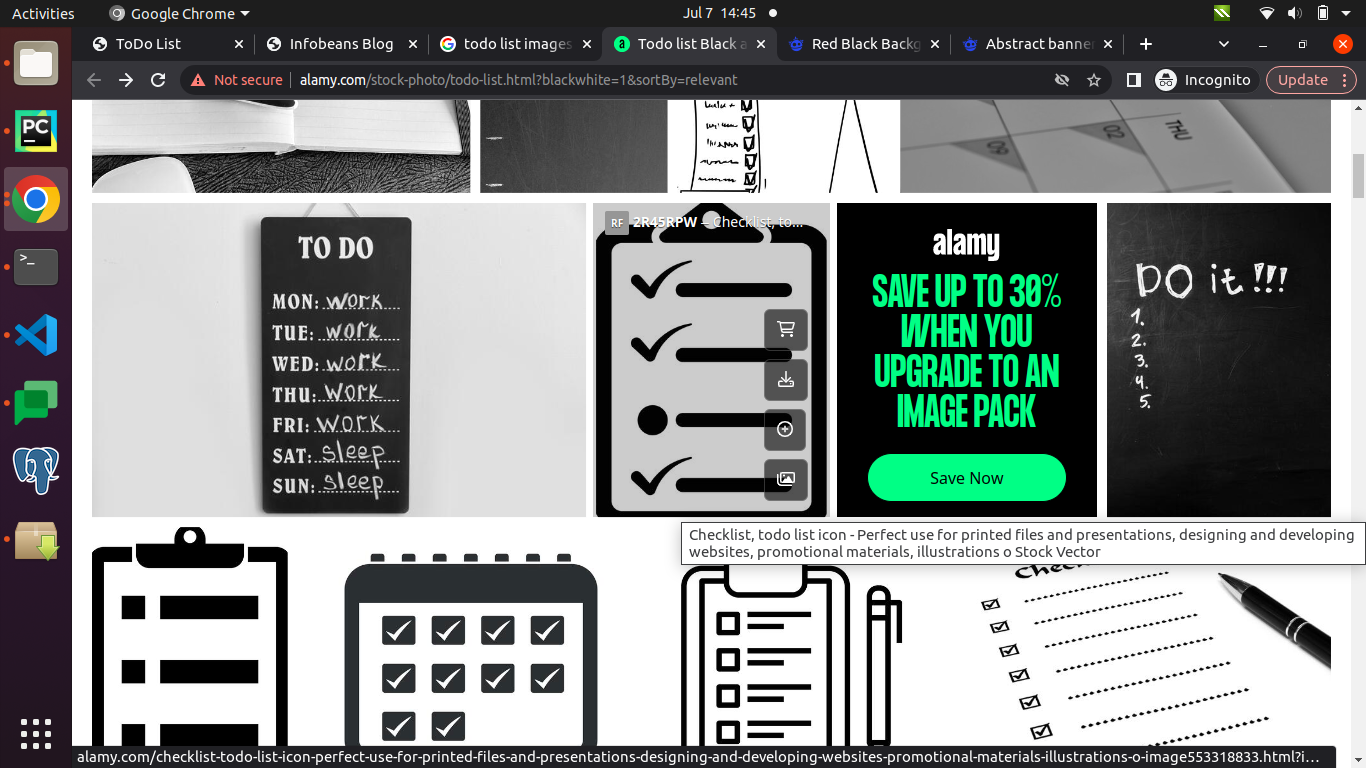 Activities
Google Chrome
Jul 7 14:45
ToDo List
Infobeans Blog
todo list images
Todo list Black a
Red Black Backg
Abstract banner
Not secure
alamy.com/stock-photo/todo-list.html?blackwhite=1&sortBy=relevant
Incognito
Update
PC
09
02
THU
TO DO
MON: work
TUE: work
WED: work
THU: work
FRI: work
SAT: sleep
SUN: sleep
RF 2R45RPW – Checklist, to...
alamy
SAVE UP TO 30%
WHEN YOU
UPGRADE TO AN
IMAGE PACK
Save Now
DO it!!!
1.
2.
3.
4.
5.
Checklist, todo list icon - Perfect use for printed files and presentations, designing and developing
websites, promotional materials, illustrations o Stock Vector
alamy.com/checklist-todo-list-icon-perfect-use-for-printed-files-and-presentations-designing-and-developing-websites-promotional-materials-illustrations-o-image553318833.html?i...